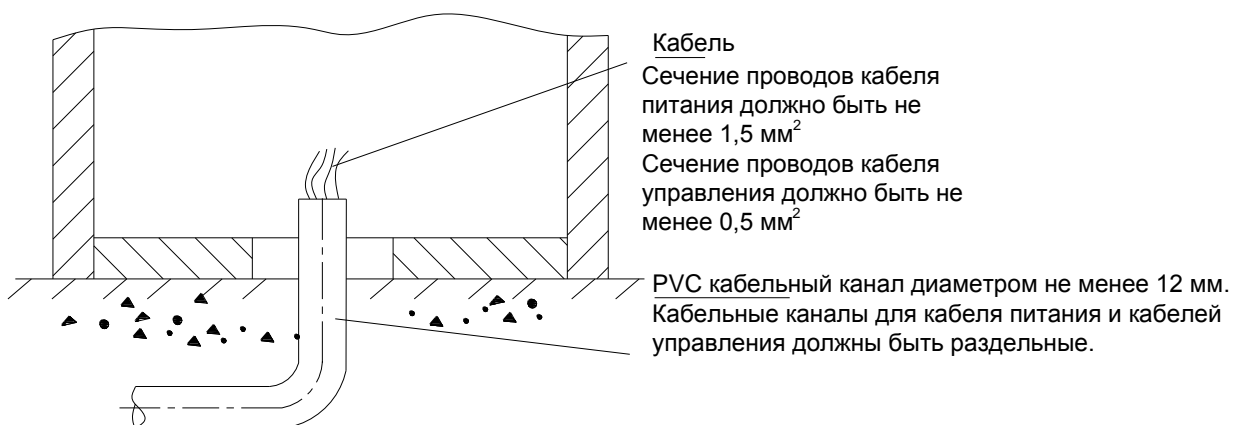 Кабель
Сечение проводов кабеля
питания должно быть не
менее 1,5 мм²
Сечение проводов кабеля
управления должно быть не
менее 0,5 мм²
PVC кабельный канал диаметром не менее 12 мм.
Кабельные каналы для кабеля питания и кабелей
управления должны быть раздельные.